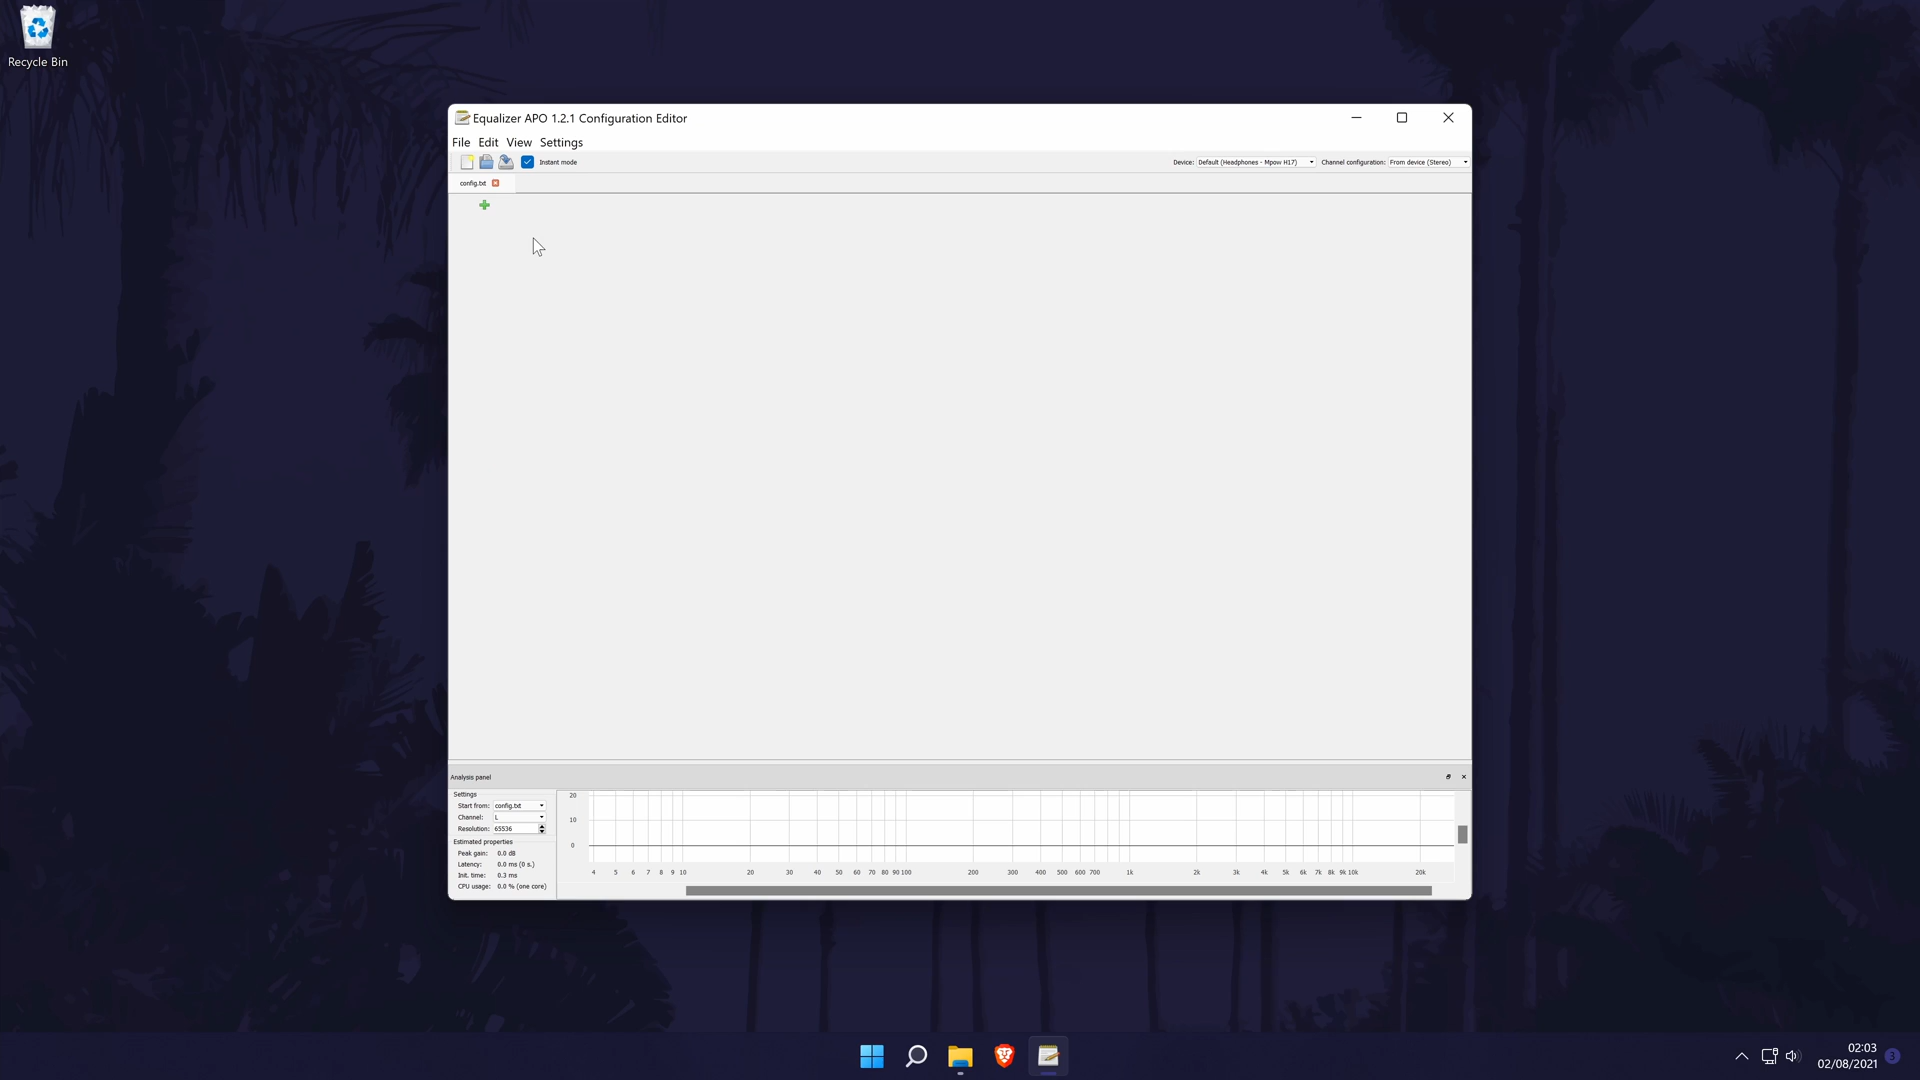 Recycle Bin
Equalizer APO 1.2.1 Configuration Editor
File Edit View Settings
Instant mode
Device: Default (Headphones - Mpow H17) Channel configuration: From device (Stereo)
config.txt
Analysis panel
Settings
Start from: config.txt
Channel: L
Resolution: 65536
Estimated properties
Peak gain: 0.0 dB
Latency: 0.0 ms (0 s.)
Init. time: 0.3 ms
CPU usage: 0.0 % (one core)
20
10
0
4 5 6 7 8 9 10 20 30 40 50 60 70 80 90 100 200 300 400 500 600 700 1k 2k 3k 4k 5k 6k 7k 8k 9k 10k 20k
02:03
02/08/2021
3